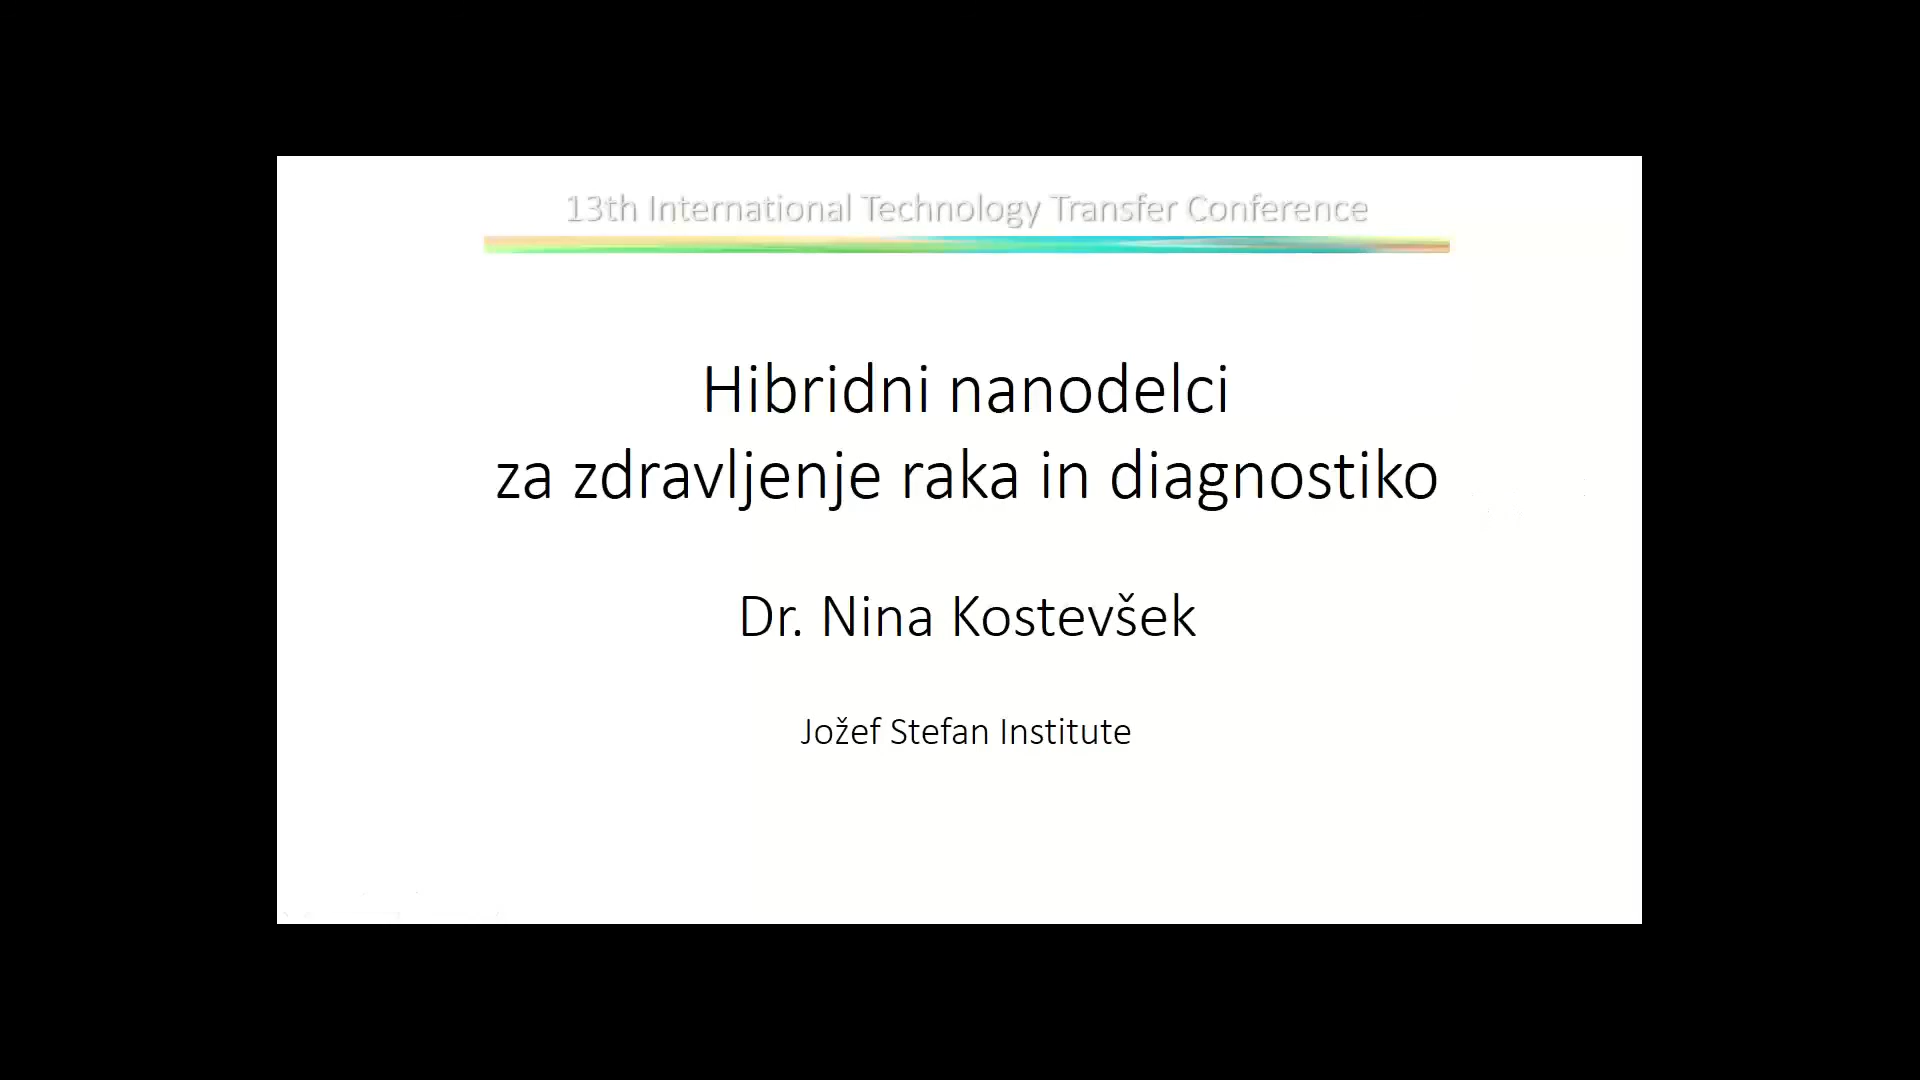 13th International Technology Transfer Conference
Hibridni nanodelci
za zdravljenje raka in diagnostiko
Dr. Nina Kostevšek
Jožef Stefan Institute